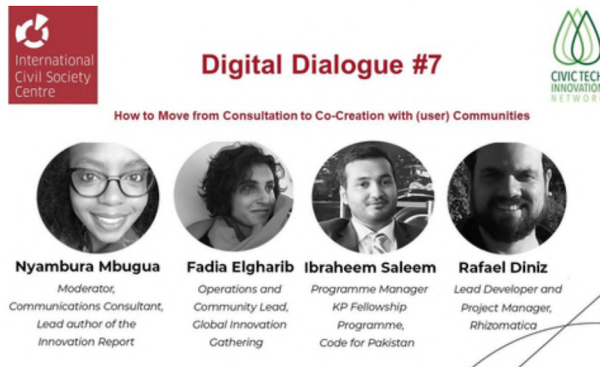 International
Civil Society
Centre
Digital Dialogue #7
CIVIC TECH
INNOVATION
NETWORK
How to Move from Consultation to Co-Creation with (user) Communities
Nyambura Mbugua
Moderator,
Communications Consultant,
Lead author of the
Innovation Report
Fadia Elgharib
Operations and
Community Lead,
Global Innovation
Gathering
Ibraheem Saleem
Programme Manager
KP Fellowship
Programme,
Code for Pakistan
Rafael Diniz
Lead Developer and
Project Manager,
Rhizomatica